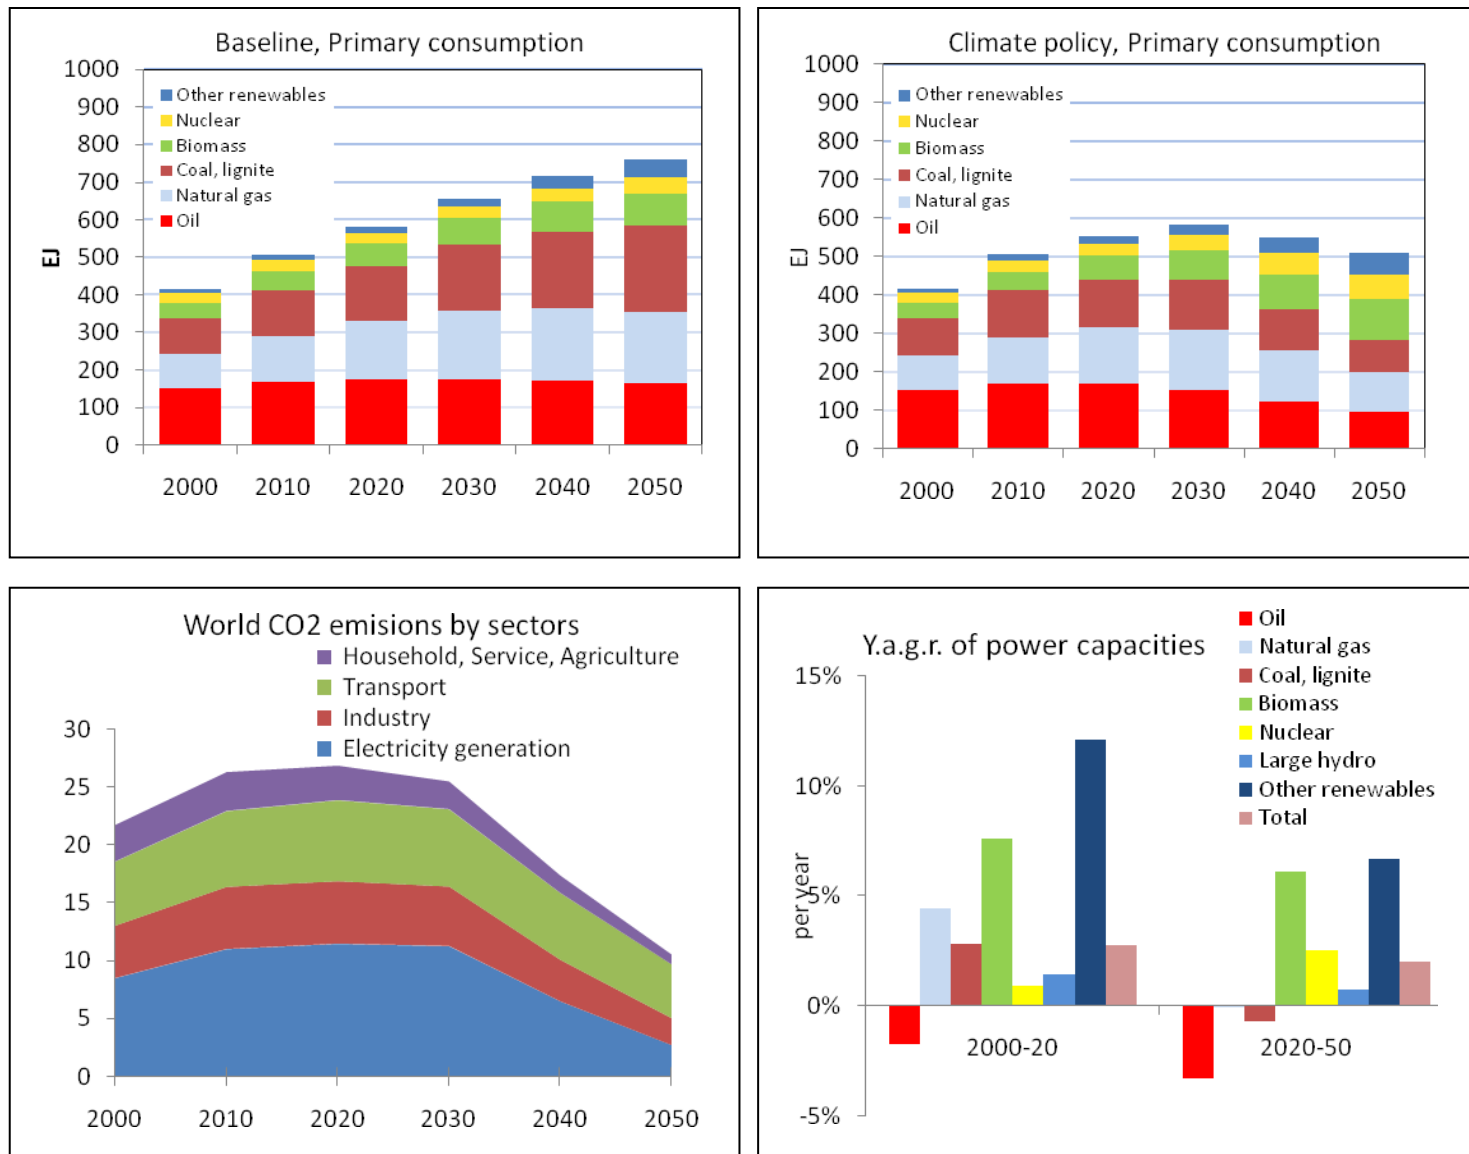 Baseline, Primary consumption
1000
900
800
700
600
500
400
300
200
100
0
EJ
Other renewables
Nuclear
Biomass
Coal, lignite
Natural gas
Oil
2000 2010 2020 2030 2040 2050
Climate policy, Primary consumption
1000
900
800
700
600
500
400
300
200
100
0
EJ
Other renewables
Nuclear
Biomass
Coal, lignite
Natural gas
Oil
2000 2010 2020 2030 2040 2050
World CO2 emisions by sectors
Household, Service, Agriculture
Transport
Industry
Electricity generation
30
25
20
15
10
5
0
2000 2010 2020 2030 2040 2050
Y.a.g.r. of power capacities
Oil
Natural gas
Coal, lignite
Biomass
Nuclear
Large hydro
Other renewables
Total
15%
10%
5%
0%
-5%
per year
2000-20 2020-50